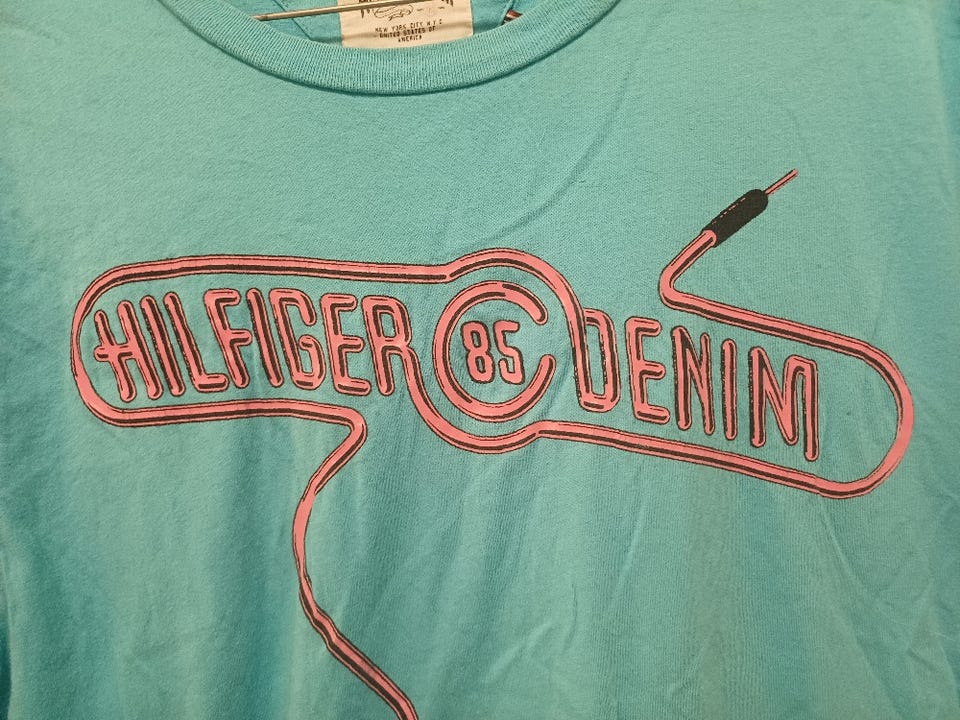 NEW YORK CITY, N.Y.C
UNITED STATES OF
AMERICA
HILFIGER 85 DENIM